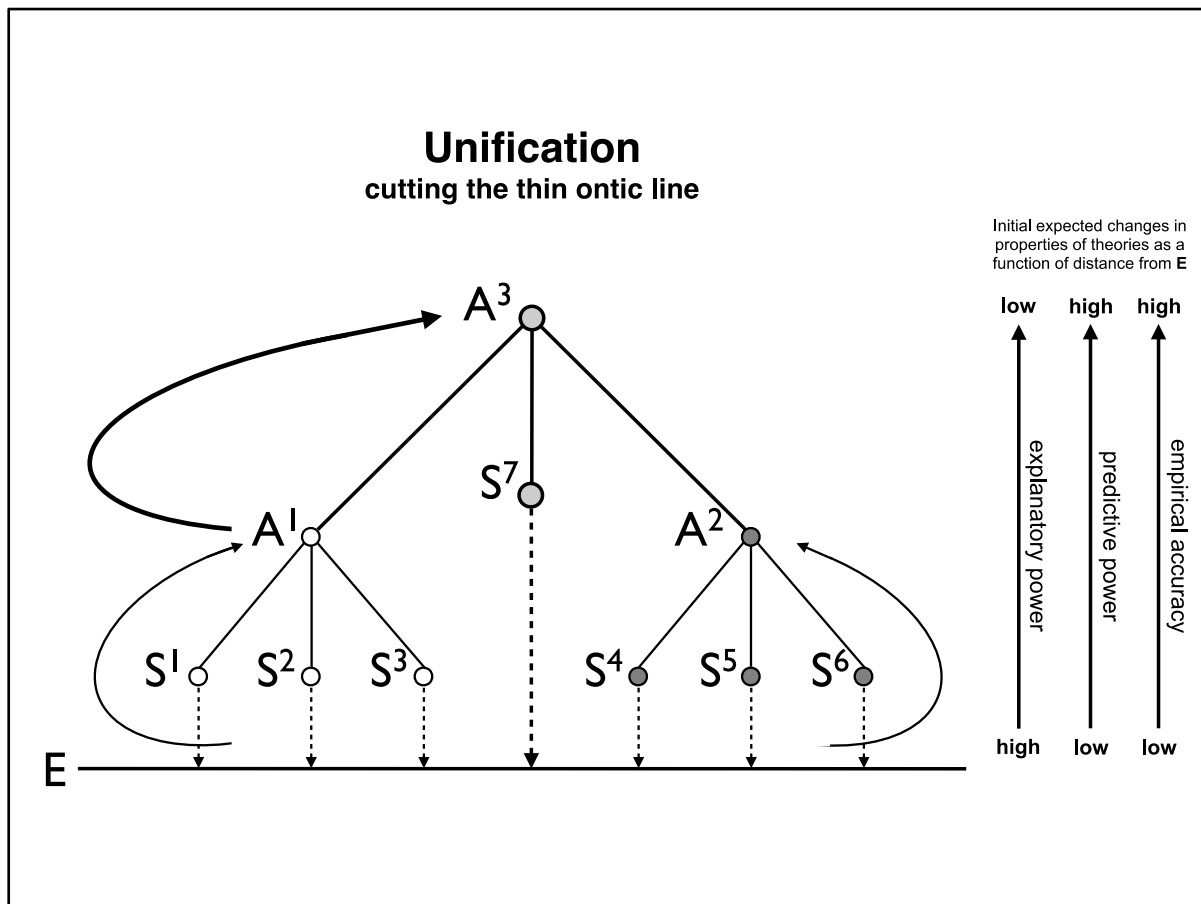 Unification
cutting the thin ontic line
Initial expected changes in
properties of theories as a
function of distance from E
low high high
A³
explanatory power
predictive power
empirical accuracy
S⁷
A¹ A²
S¹ S² S³ S⁴ S⁵ S⁶
high low low
E